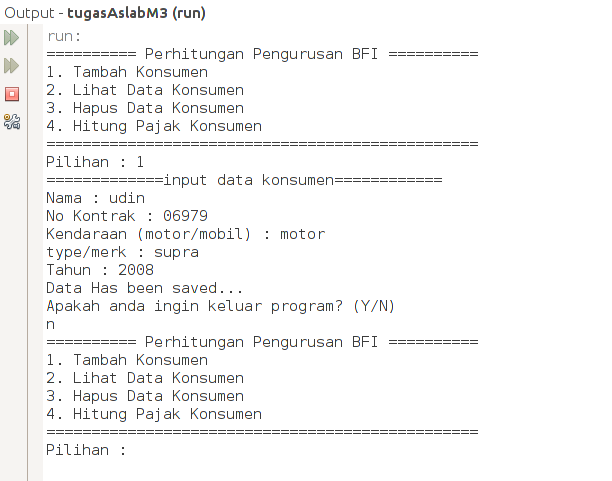 Output - tugasAslabM3 (run)
run:
========== Perhitungan Pengurusan BFI ==========
1. Tambah Konsumen
2. Lihat Data Konsumen
3. Hapus Data Konsumen
4. Hitung Pajak Konsumen
================================================
Pilihan : 1
=============input data konsumen============
Nama : udin
No Kontrak : 06979
Kendaraan (motor/mobil) : motor
type/merk : supra
Tahun : 2008
Data Has been saved...
Apakah anda ingin keluar program? (Y/N)
n
========== Perhitungan Pengurusan BFI ==========
1. Tambah Konsumen
2. Lihat Data Konsumen
3. Hapus Data Konsumen
4. Hitung Pajak Konsumen
================================================
Pilihan :